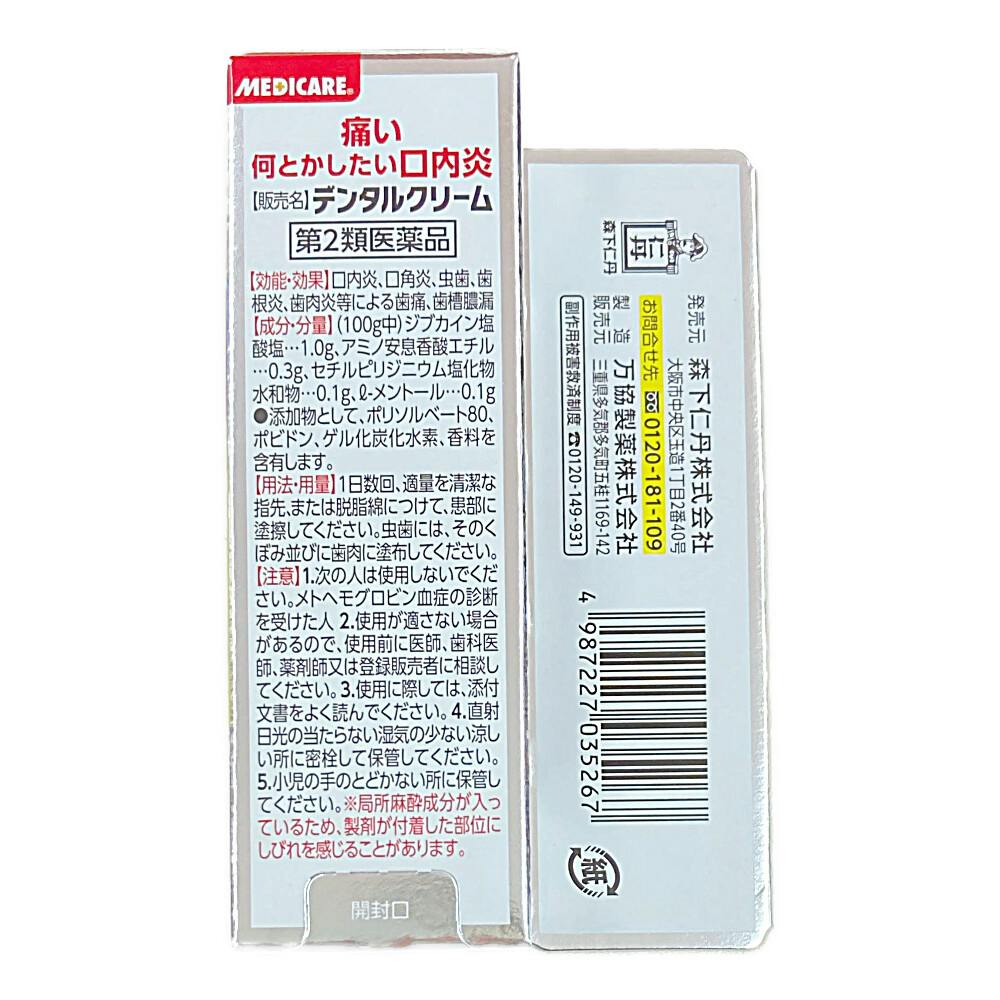 MEDICARE®
痛い
何とかしたい口内炎
【販売名】デンタルクリーム
第2類医薬品
【効能・効果】口内炎、口角炎、虫歯、歯
根炎、歯肉炎等による歯痛、歯槽膿漏
【成分・分量】(100g中)ジブカイン塩
酸塩…1.0g、アミノ安息香酸エチル
…0.3g、セチルピリジニウム塩化物
水和物…0.1g、ℓ-メントール…0.1g
●添加物として、ポリソルベート80、
ポビドン、ゲル化炭化水素、香料を
含有します。
【用法・用量】1日数回、適量を清潔な
指先、または脱脂綿につけて、患部に
塗擦してください。虫歯には、そのく
ぼみ並びに歯肉に塗布してください。
【注意】1.次の人は使用しないでくだ
さい。メトヘモグロビン血症の診断
を受けた人 2.使用が適さない場合
があるので、使用前に医師、歯科医
師、薬剤師又は登録販売者に相談し
てください。3.使用に際しては、添付
文書をよく読んでください。4.直射
日光の当たらない湿気の少ない涼し
い所に密栓して保管してください。
5.小児の手のとどかない所に保管し
てください。※局所麻酔成分が入っ
ているため、製剤が付着した部位に
しびれを感じることがあります。
開封口
仁丹
森下仁丹
発売元 森下仁丹株式会社
大阪市中央区玉造1丁目2番40号
お問合せ先 0120-181-109
製造販売元 万協製薬株式会社
三重県多気郡多気町五桂1169-142
副作用被害救済制度 ☎0120-149-931
4 987227 035267
紙